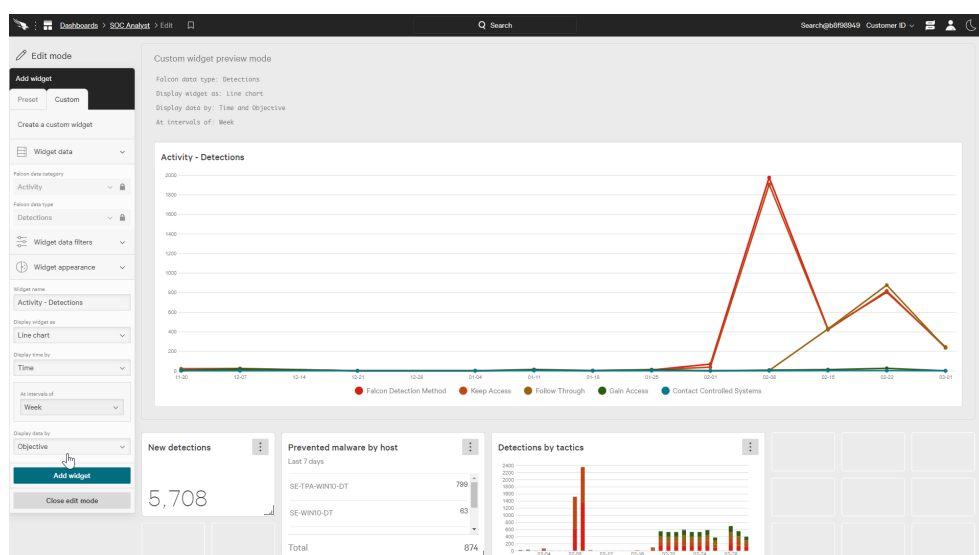 Dashboards > SOC Analyst > Edit
Search
Search@b8f98949 Customer ID
Edit mode
Add widget
Preset Custom
Create a custom widget
Widget data
Falcon data category
Activity
Falcon data type
Detections
Widget data filters
Widget appearance
Widget name
Activity - Detections
Display widget as
Line chart
Display time by
Time
At intervals of
Week
Display data by
Objective
Add widget
Close edit mode
Custom widget preview mode
Falcon data type: Detections
Display widget as: Line chart
Display data by: Time and Objective
At intervals of: Week
Activity - Detections
2000
1800
1600
1400
1200
1000
800
600
400
200
0
11-30 12-07 12-14 12-21 12-28 01-04 01-11 01-18 01-25 02-01 02-08 02-15 02-22 03-01
Falcon Detection Method Keep Access Follow Through Gain Access Contact Controlled Systems
New detections
5,708
Prevented malware by host
Last 7 days
SE-TPA-WIN10-DT 799
SE-WIN10-DT 63
Total 874
Detections by tactics
2400
2200
2000
1800
1600
1400
1200
1000
800
600
400
200
0